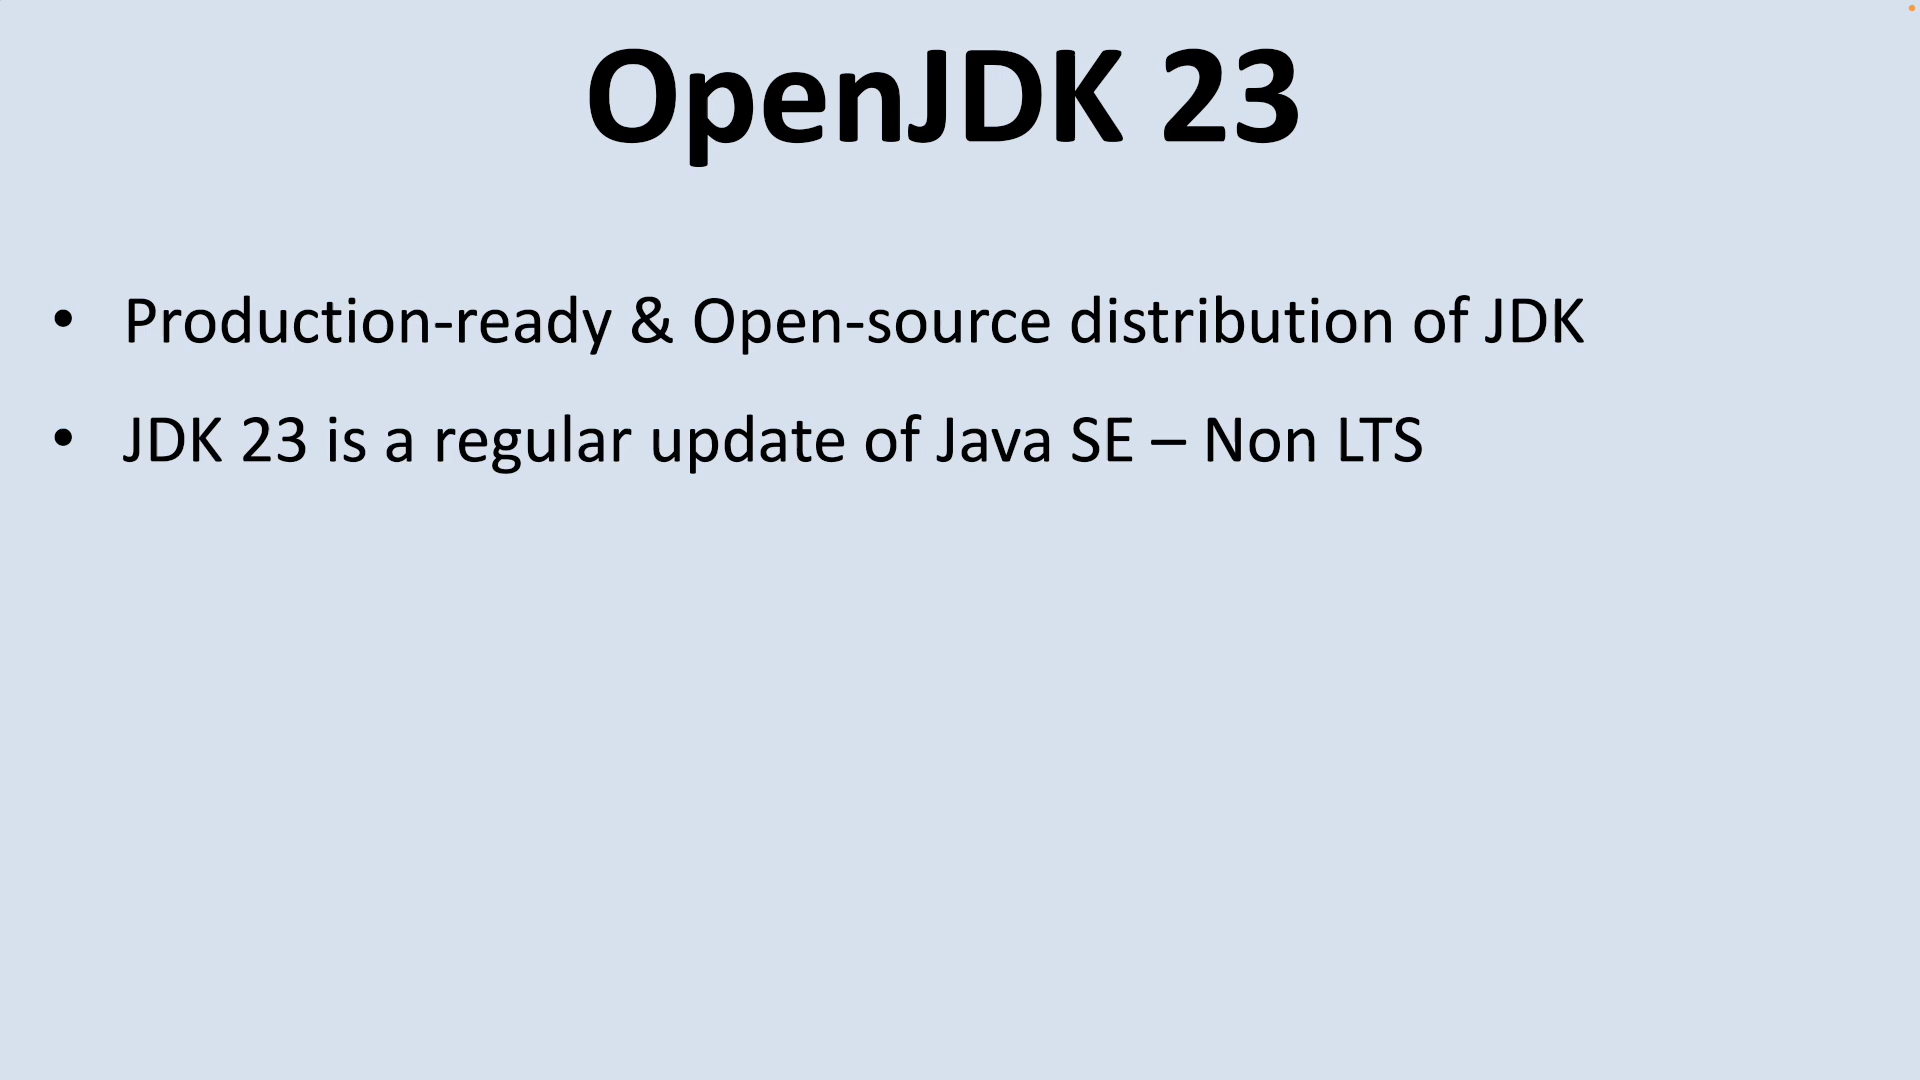 OpenJDK 23
• Production-ready & Open-source distribution of JDK
• JDK 23 is a regular update of Java SE – Non LTS